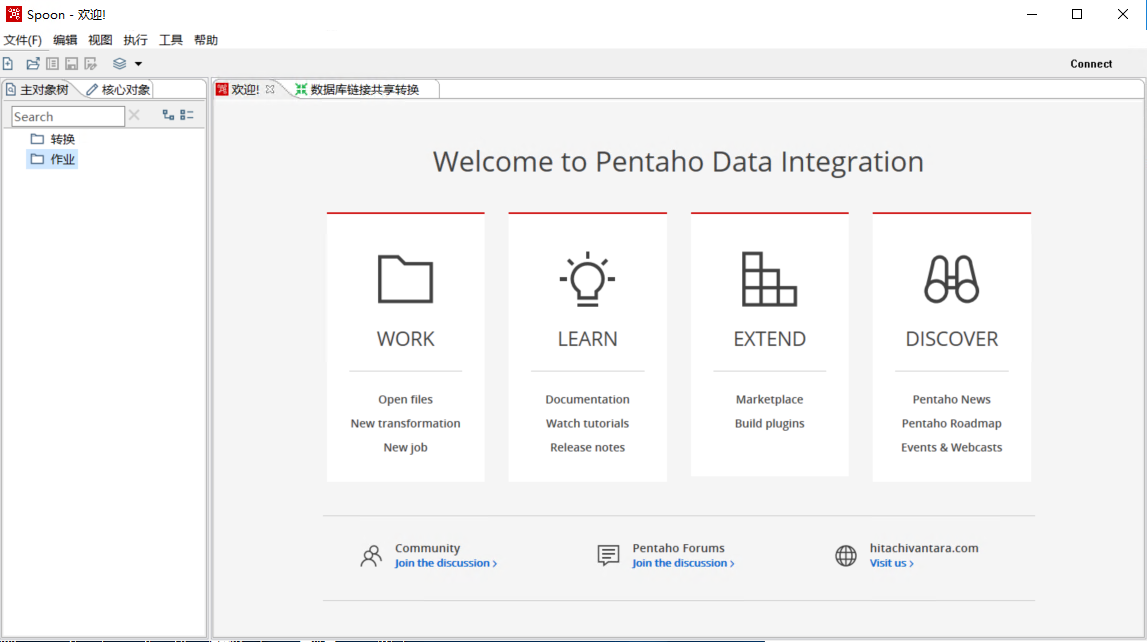 Spoon - 欢迎!
文件(F) 编辑 视图 执行 工具 帮助
Connect
主对象树 核心对象
欢迎! 数据库链接共享转换
Search
转换
作业
Welcome to Pentaho Data Integration
WORK
Open files
New transformation
New job
LEARN
Documentation
Watch tutorials
Release notes
EXTEND
Marketplace
Build plugins
DISCOVER
Pentaho News
Pentaho Roadmap
Events & Webcasts
Community
Join the discussion >
Pentaho Forums
Join the discussion >
hitachivantara.com
Visit us >